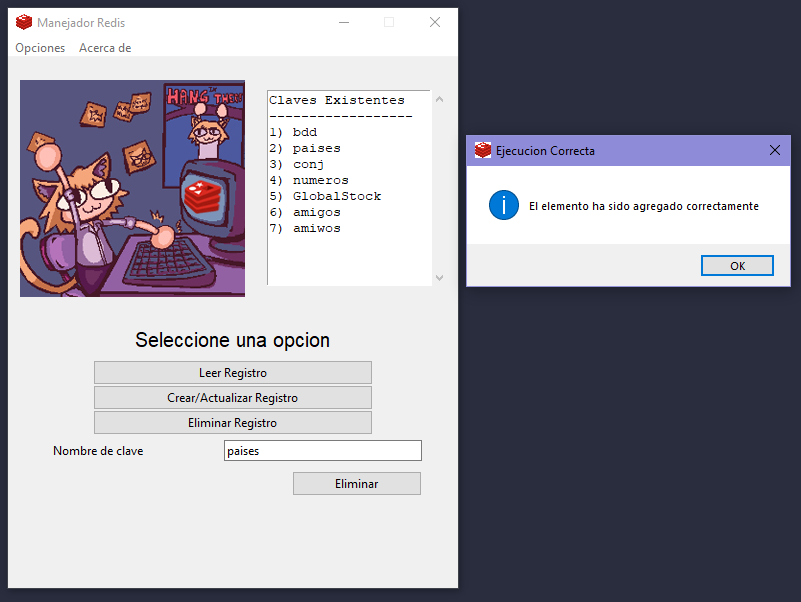 Manejador Redis
Opciones Acerca de
HANG IN THERE
Claves Existentes
------------------
1) bdd
2) paises
3) conj
4) numeros
5) GlobalStock
6) amigos
7) amiwos
Seleccione una opcion
Leer Registro
Crear/Actualizar Registro
Eliminar Registro
Nombre de clave paises
Eliminar
Ejecucion Correcta
El elemento ha sido agregado correctamente
OK